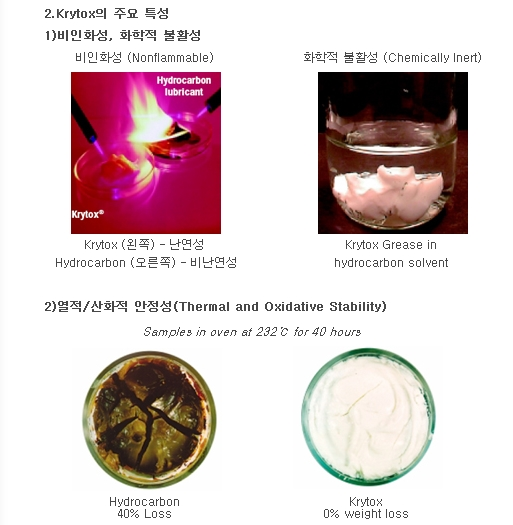 2.Krytox의 주요 특성
1)비인화성, 화학적 불활성
비인화성 (Nonflammable)
화학적 불활성 (Chemically Inert)
Hydrocarbon
lubricant
Krytox®
Krytox (왼쪽) - 난연성
Hydrocarbon (오른쪽) - 비난연성
Krytox Grease in
hydrocarbon solvent
2)열적/산화적 안정성(Thermal and Oxidative Stability)
Samples in oven at 232℃ for 40 hours
Hydrocarbon
40% Loss
Krytox
0% weight loss